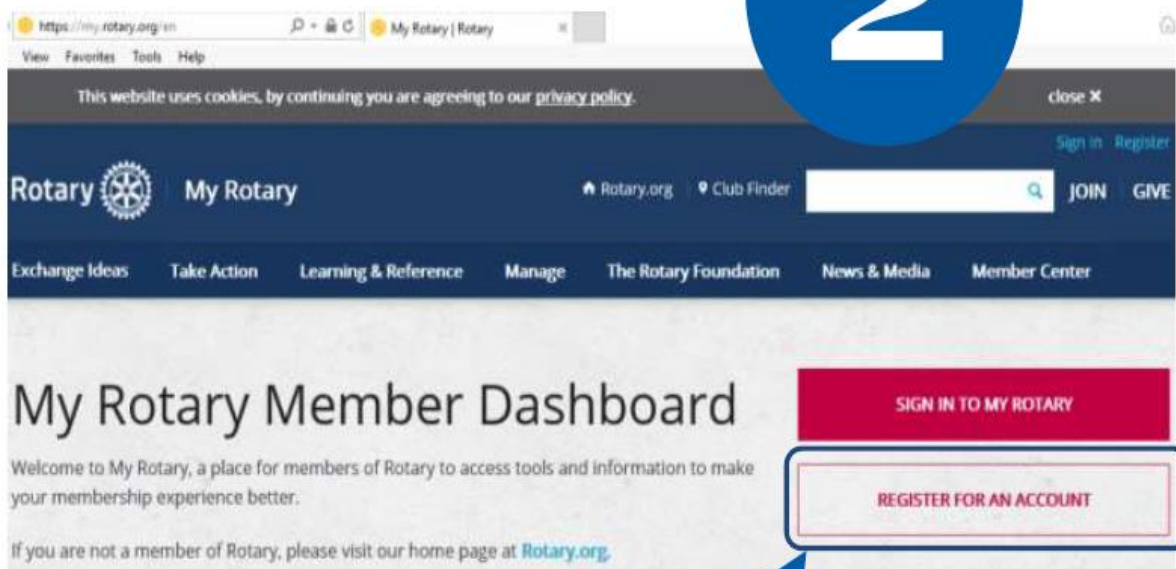 2
https://my.rotary.org/en My Rotary | Rotary
View Favorites Tools Help
This website uses cookies, by continuing you are agreeing to our privacy policy. close X
Sign in Register
Rotary My Rotary Rotary.org Club Finder JOIN GIVE
Exchange Ideas Take Action Learning & Reference Manage The Rotary Foundation News & Media Member Center
My Rotary Member Dashboard
SIGN IN TO MY ROTARY
Welcome to My Rotary, a place for members of Rotary to access tools and information to make
your membership experience better.
REGISTER FOR AN ACCOUNT
If you are not a member of Rotary, please visit our home page at Rotary.org.